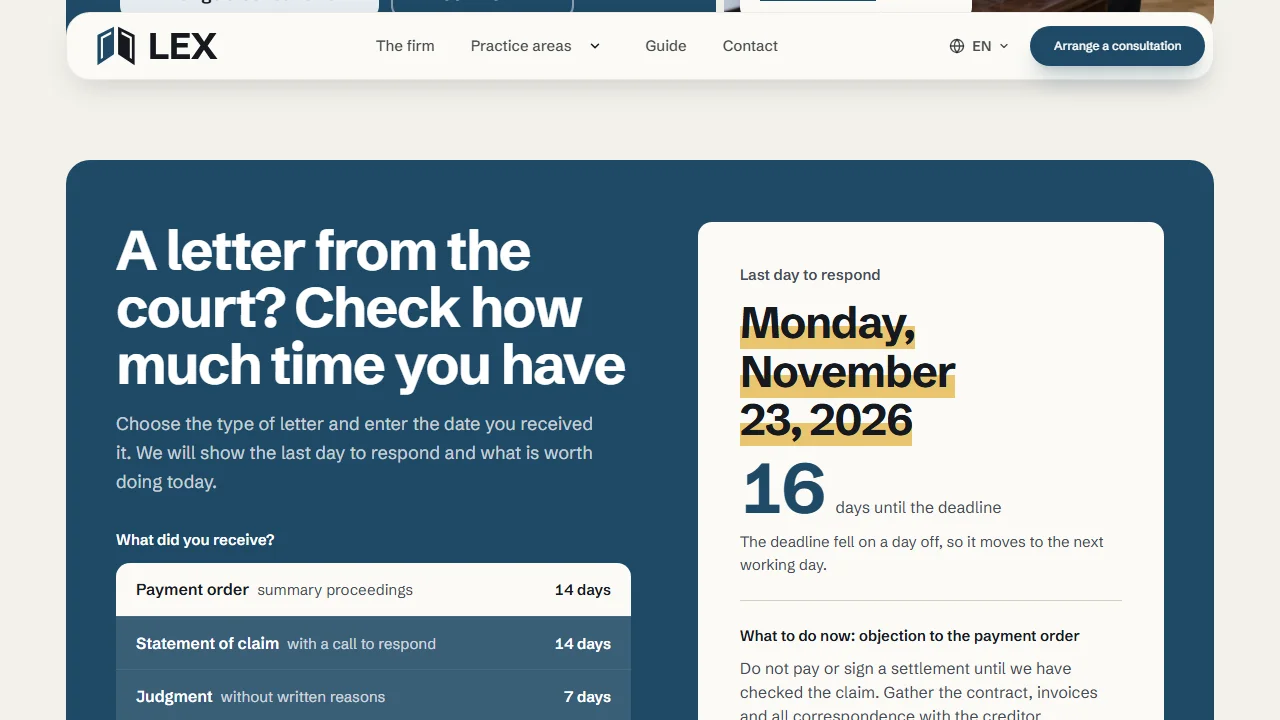 LEX
The firm
Practice areas
Guide
Contact
EN
Arrange a consultation
A letter from the
court? Check how
much time you have
Choose the type of letter and enter the date you received
it. We will show the last day to respond and what is worth
doing today.
What did you receive?
Payment order summary proceedings 14 days
Statement of claim with a call to respond 14 days
Judgment without written reasons 7 days
Last day to respond
Monday,
November
23, 2026
16 days until the deadline
The deadline fell on a day off, so it moves to the next
working day.
What to do now: objection to the payment order
Do not pay or sign a settlement until we have
checked the claim. Gather the contract, invoices
and all correspondence with the creditor